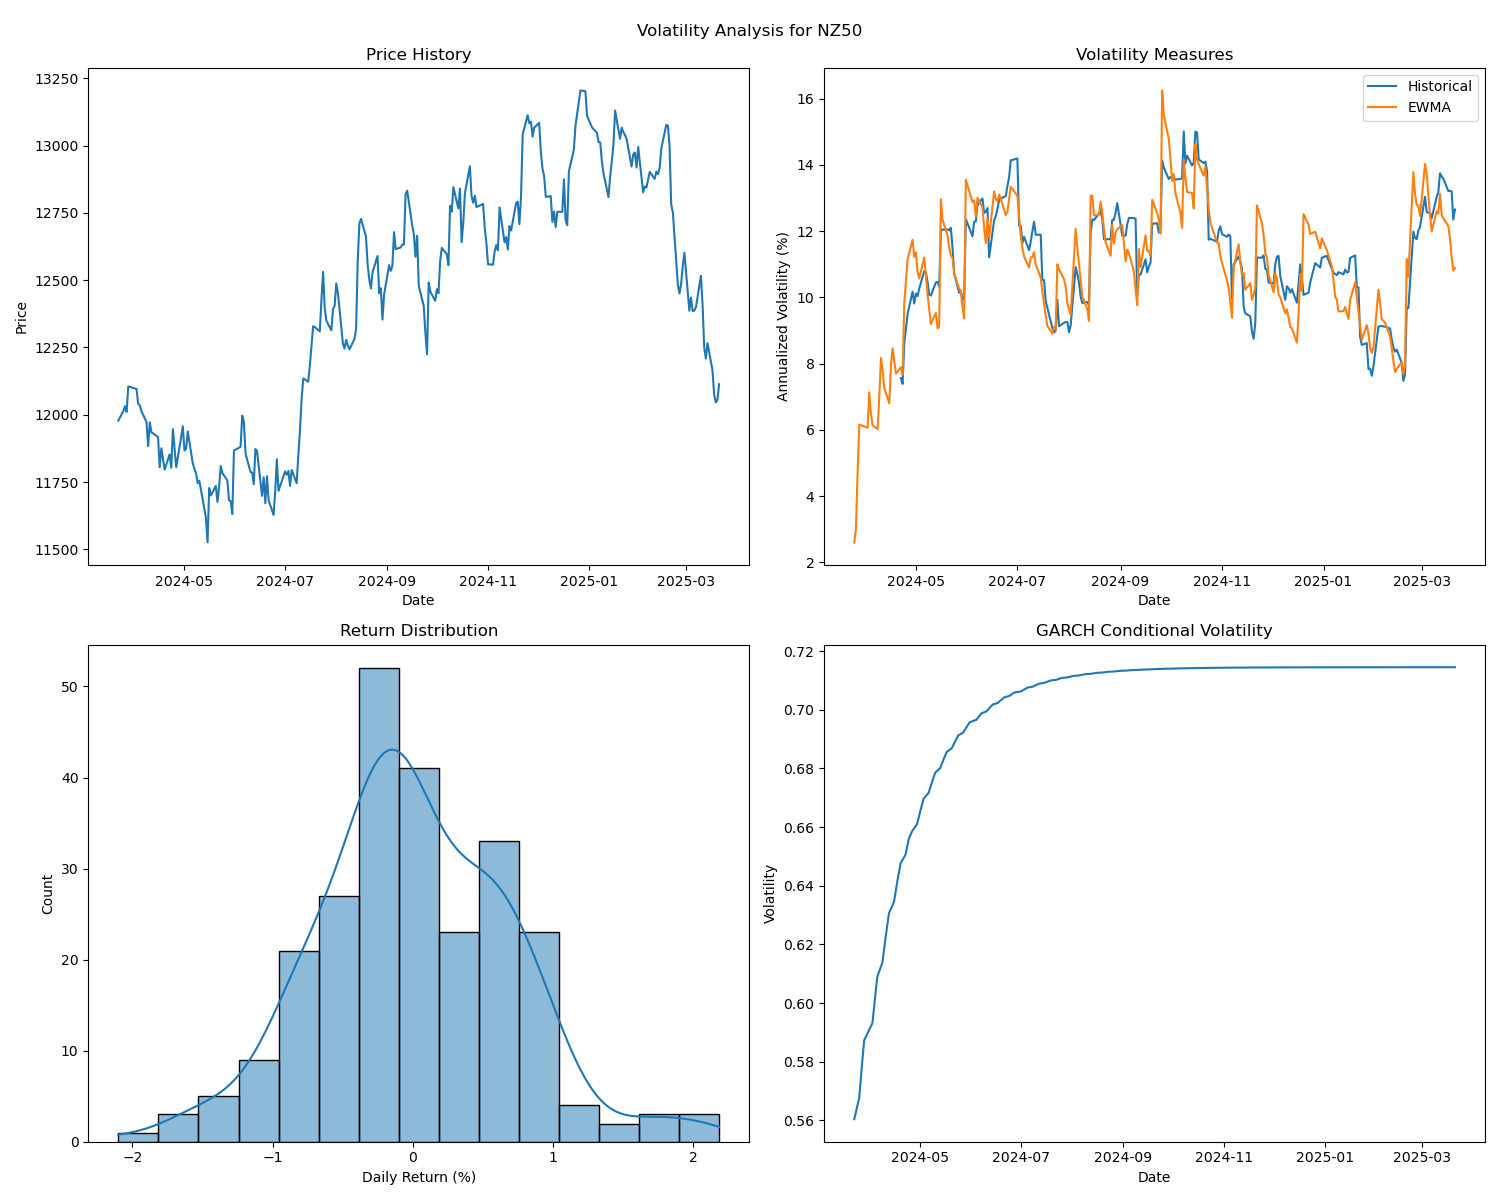 Volatility Analysis for NZ50
Price History
13250
13000
12750
12500
12250
12000
11750
11500
Price
2024-05 2024-07 2024-09 2024-11 2025-01 2025-03
Date
Volatility Measures
Historical
EWMA
16
14
12
10
8
6
4
2
Annualized Volatility (%)
2024-05 2024-07 2024-09 2024-11 2025-01 2025-03
Date
Return Distribution
50
40
30
20
10
0
Count
−2 −1 0 1 2
Daily Return (%)
GARCH Conditional Volatility
0.72
0.70
0.68
0.66
0.64
0.62
0.60
0.58
0.56
Volatility
2024-05 2024-07 2024-09 2024-11 2025-01 2025-03
Date